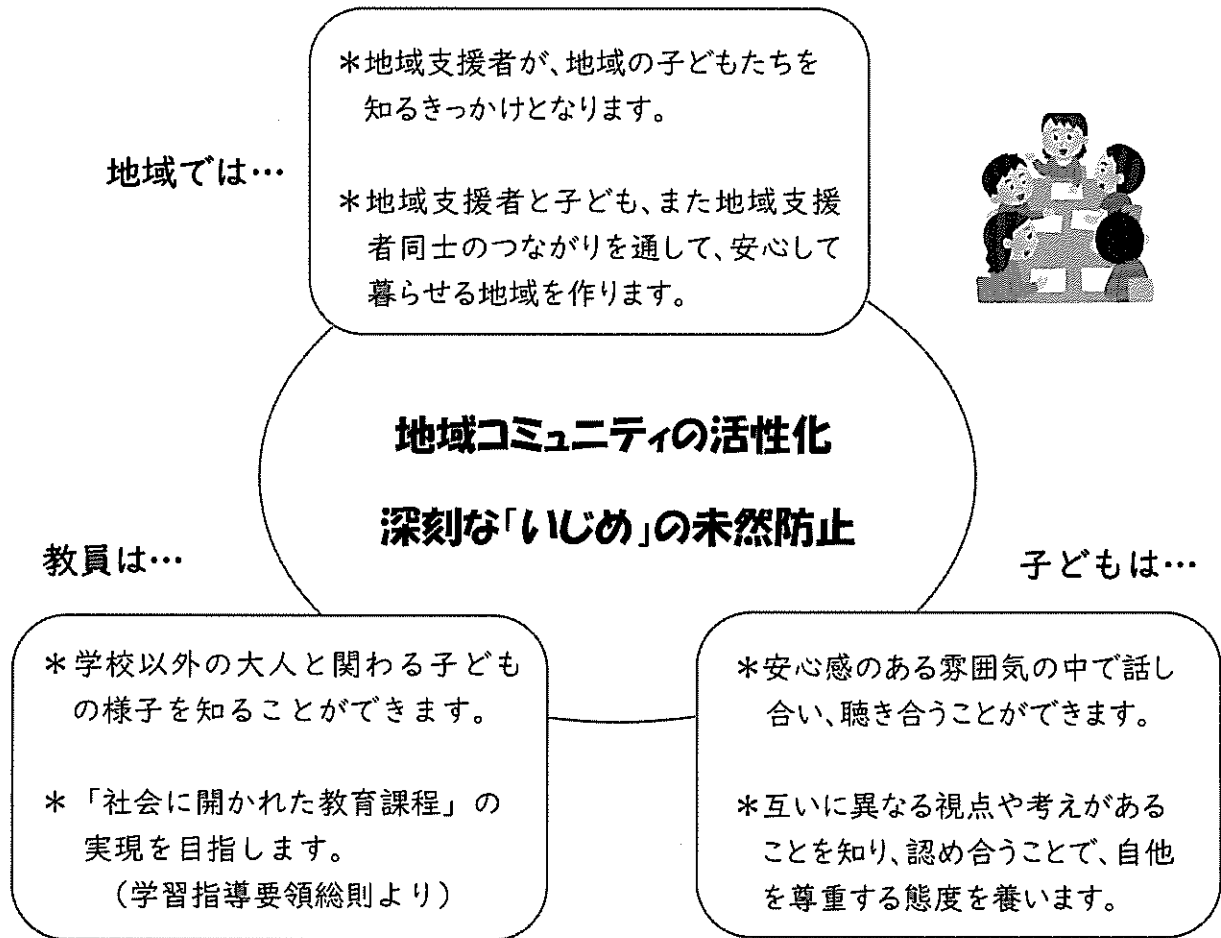 地域では…
＊地域支援者が、地域の子どもたちを
知るきっかけとなります。
＊地域支援者と子ども、また地域支援
者同士のつながりを通して、安心して
暮らせる地域を作ります。
地域コミュニティの活性化
深刻な「いじめ」の未然防止
教員は…
＊学校以外の大人と関わる子ども
の様子を知ることができます。
＊「社会に開かれた教育課程」の
実現を目指します。
（学習指導要領総則より）
子どもは…
＊安心感のある雰囲気の中で話し
合い、聴き合うことができます。
＊互いに異なる視点や考えがある
ことを知り、認め合うことで、自他
を尊重する態度を養います。